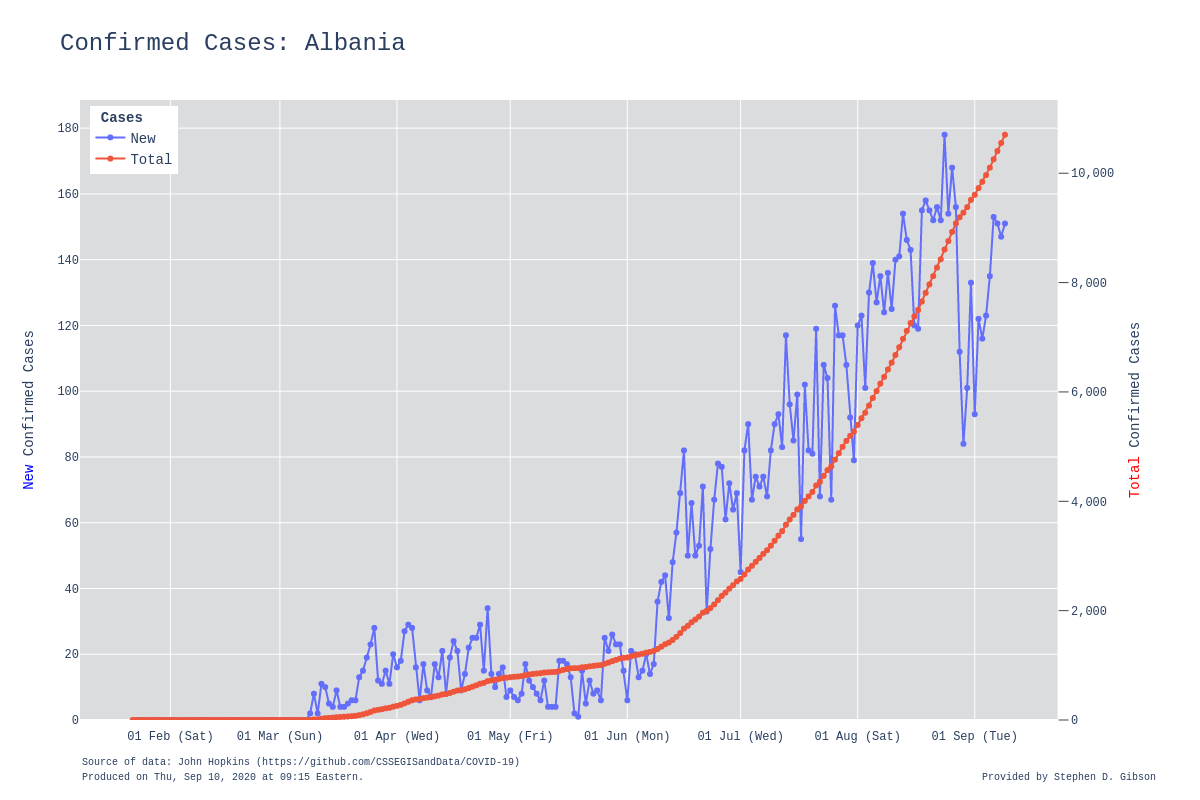 Confirmed Cases: Albania
Cases
New
Total
180
160
140
120
100
80
60
40
20
0
10,000
8,000
6,000
4,000
2,000
0
New Confirmed Cases
Total Confirmed Cases
01 Feb (Sat)
01 Mar (Sun)
01 Apr (Wed)
01 May (Fri)
01 Jun (Mon)
01 Jul (Wed)
01 Aug (Sat)
01 Sep (Tue)
Source of data: John Hopkins (https://github.com/CSSEGISandData/COVID-19)
Produced on Thu, Sep 10, 2020 at 09:15 Eastern.
Provided by Stephen D. Gibson